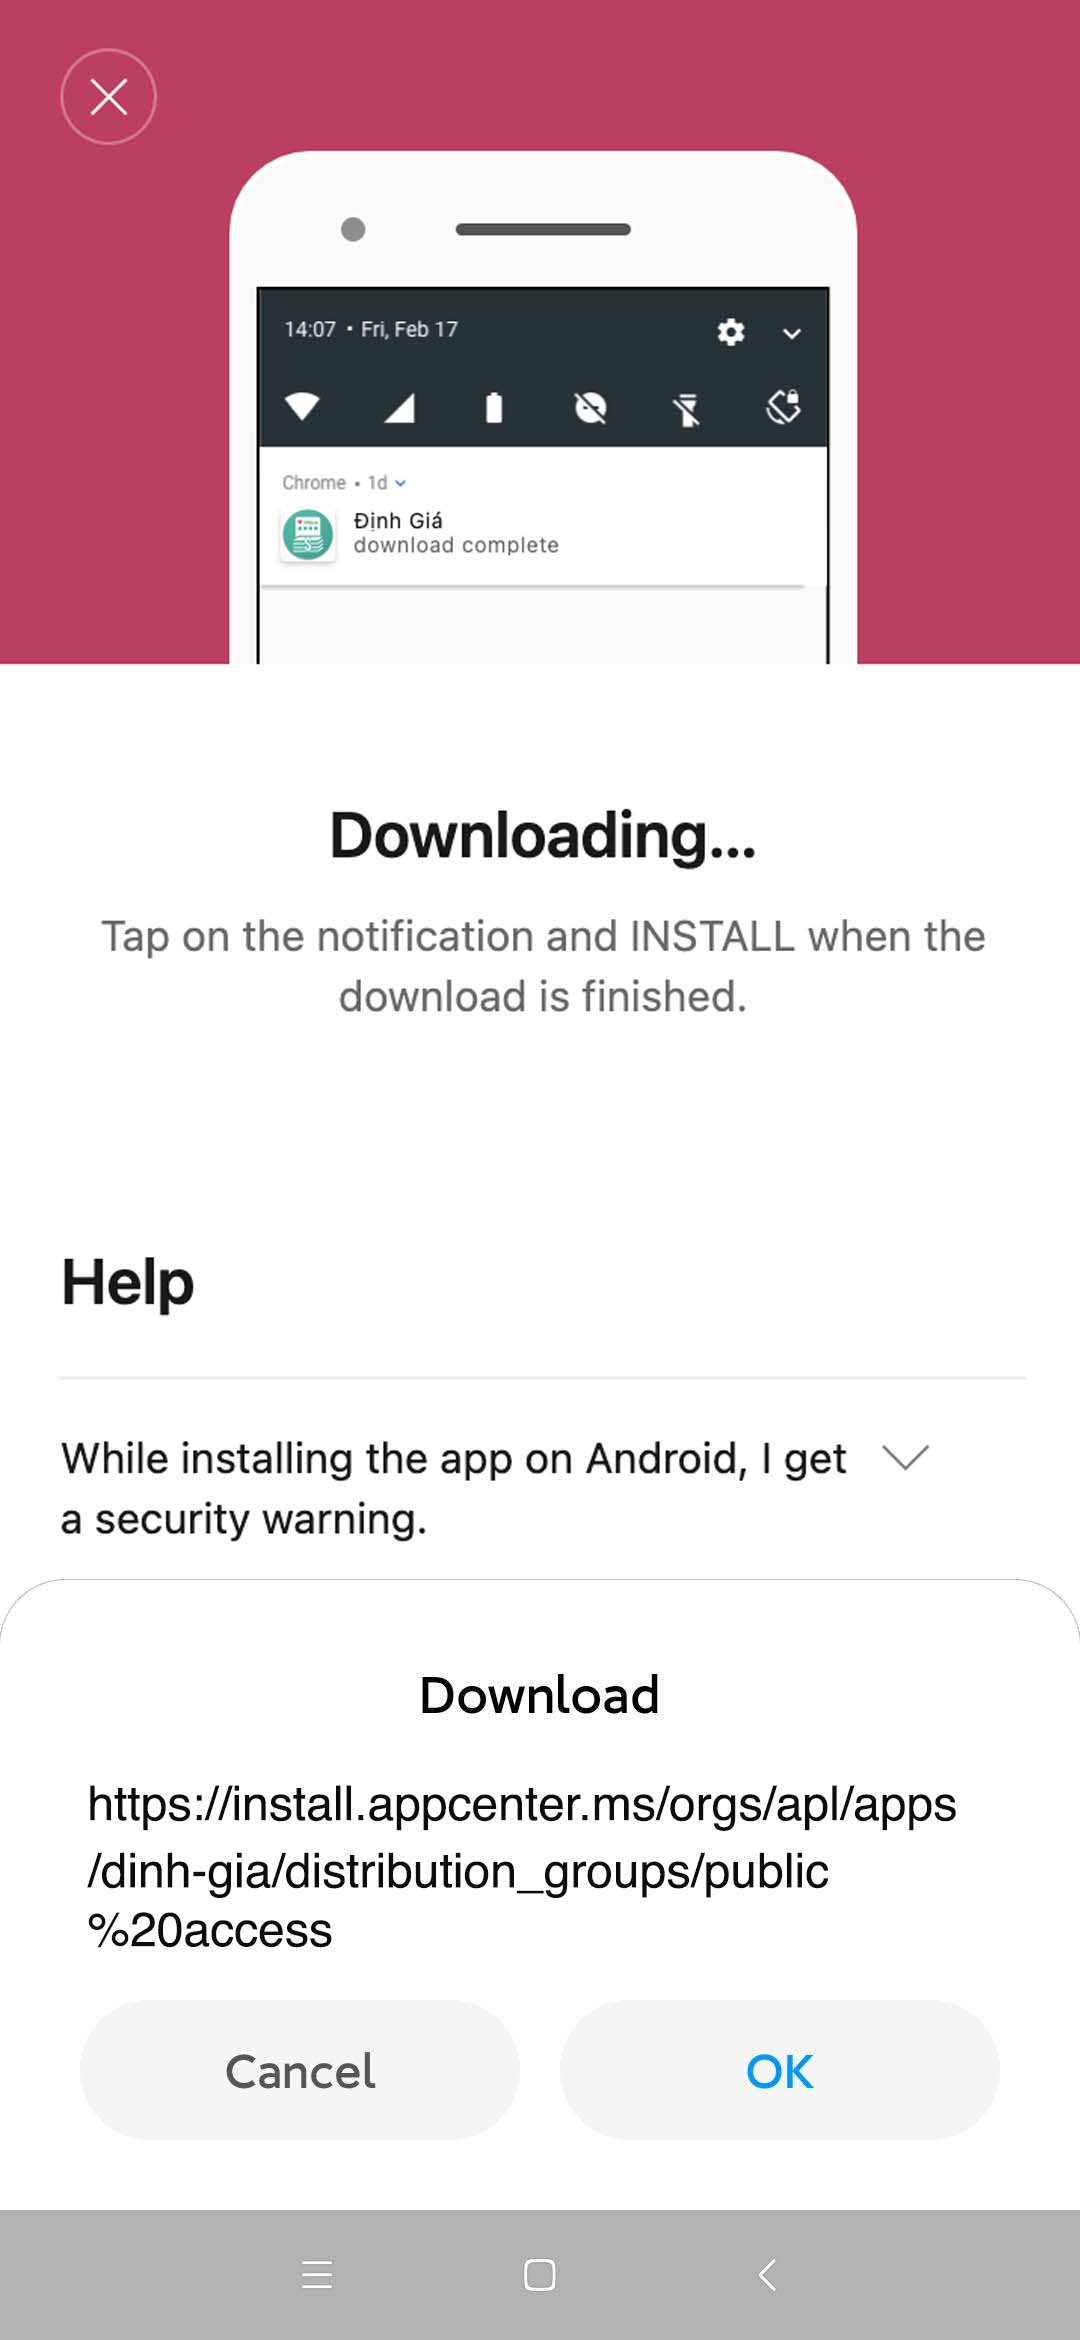 14:07 • Fri, Feb 17
Chrome • 1d
Định Giá
download complete
Downloading...
Tap on the notification and INSTALL when the
download is finished.
Help
While installing the app on Android, I get
a security warning.
Download
https://install.appcenter.ms/orgs/apl/apps
/dinh-gia/distribution_groups/public
%20access
Cancel
OK